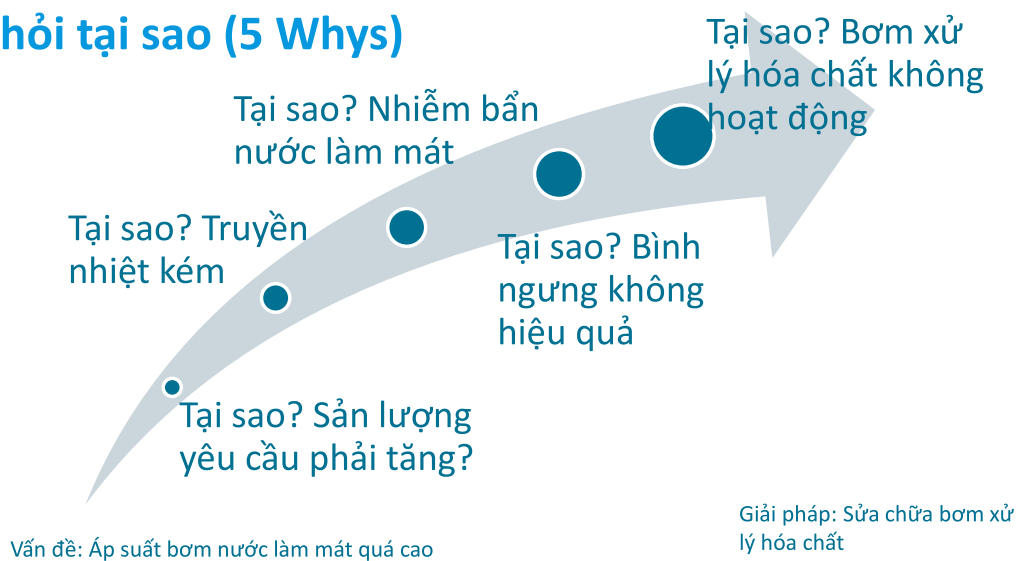 hỏi tại sao (5 Whys)
Tại sao? Bơm xử
lý hóa chất không
hoạt động
Tại sao? Nhiễm bẩn
nước làm mát
Tại sao? Truyền
nhiệt kém
Tại sao? Bình
ngưng không
hiệu quả
Tại sao? Sản lượng
yêu cầu phải tăng?
Giải pháp: Sửa chữa bơm xử
lý hóa chất
Vấn đề: Áp suất bơm nước làm mát quá cao